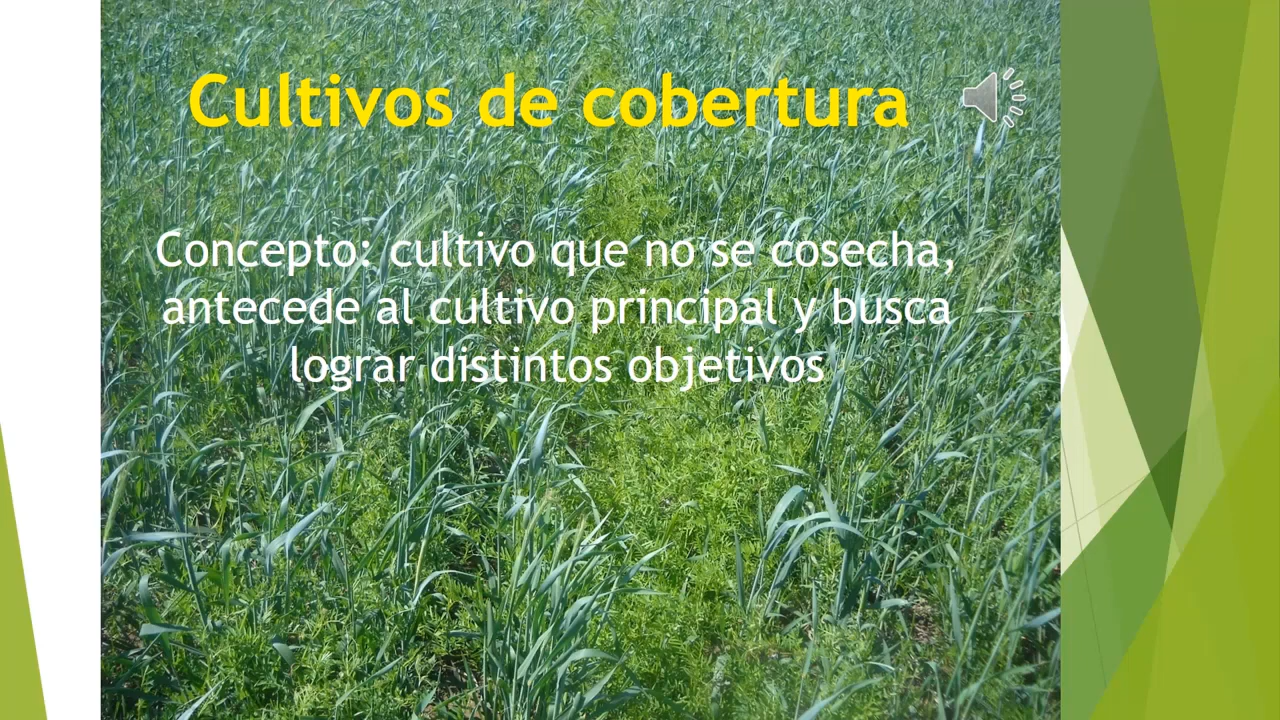 Cultivos de cobertura
Concepto: cultivo que no se cosecha,
antecede al cultivo principal y busca
lograr distintos objetivos